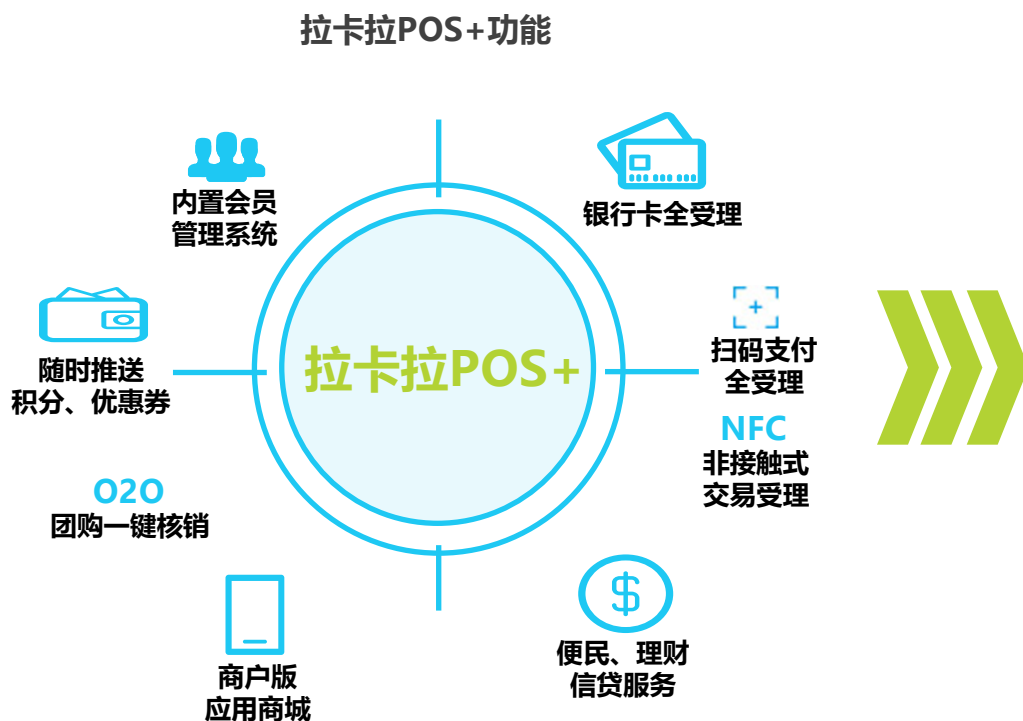 拉卡拉POS+功能
内置会员
管理系统
银行卡全受理
随时推送
积分、优惠券
拉卡拉POS+
扫码支付
全受理
NFC
非接触式
交易受理
O2O
团购一键核销
商户版
应用商城
$
便民、理财
信贷服务